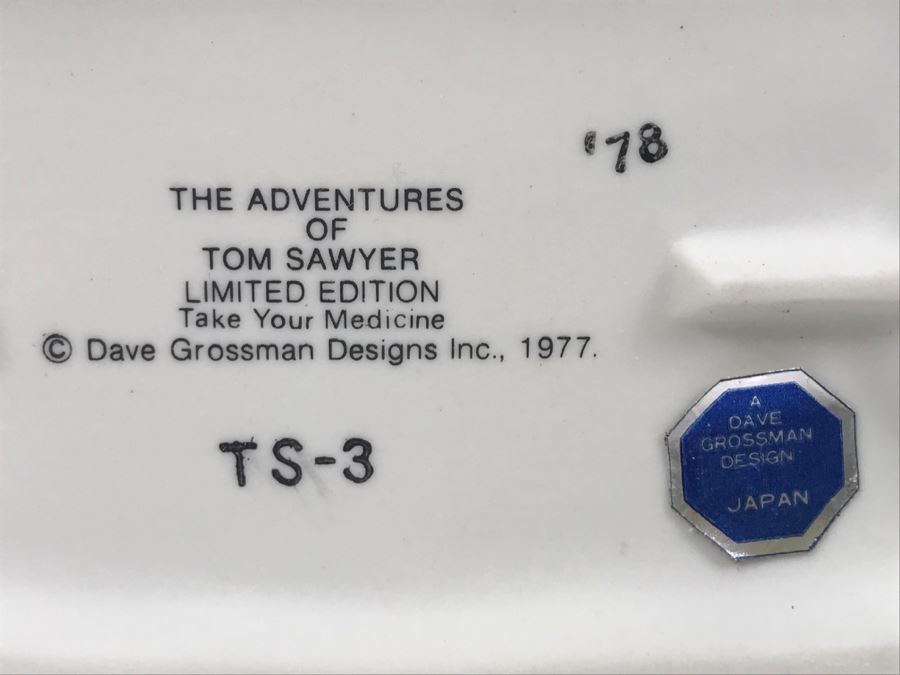 '78
THE ADVENTURES
OF
TOM SAWYER
LIMITED EDITION
Take Your Medicine
© Dave Grossman Designs Inc., 1977.
TS-3
A
DAVE
GROSSMAN
DESIGN
JAPAN